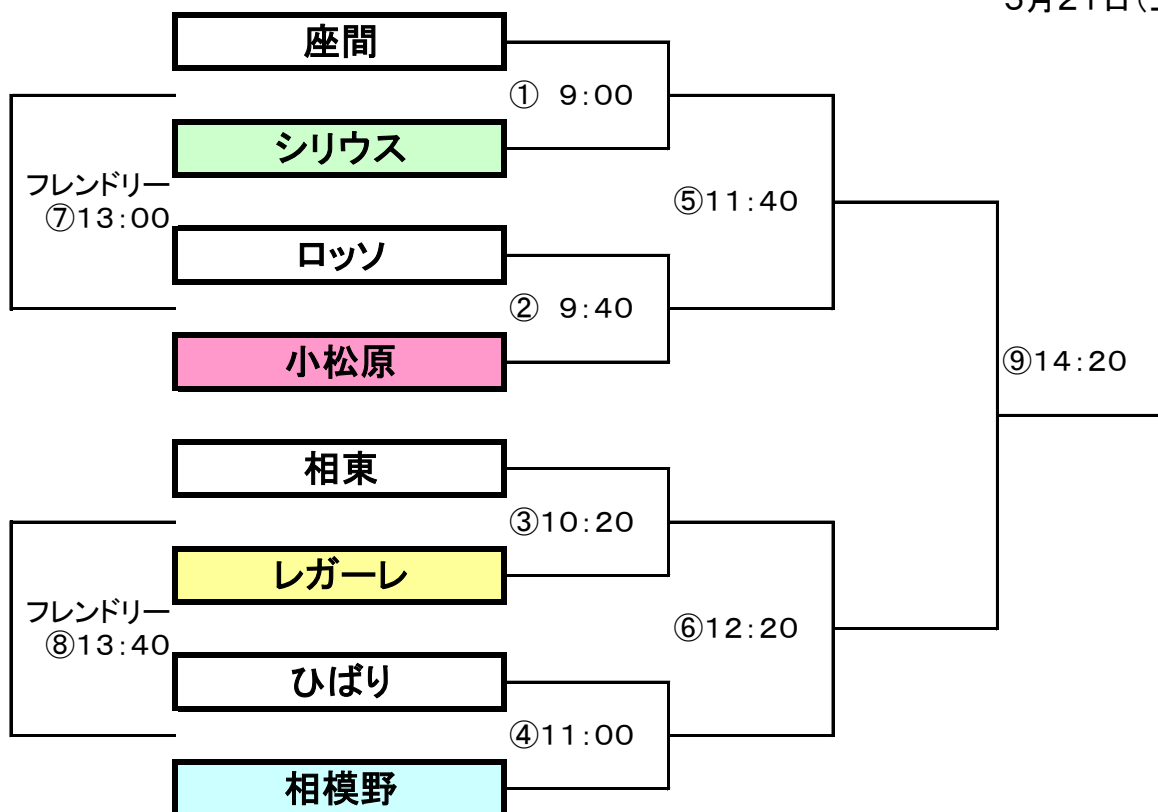 座間
① 9:00
シリウス
フレンドリー
⑦13:00
⑤11:40
ロッソ
② 9:40
小松原
⑨14:20
相東
③10:20
レガーレ
フレンドリー
⑧13:40
⑥12:20
ひばり
④11:00
相模野